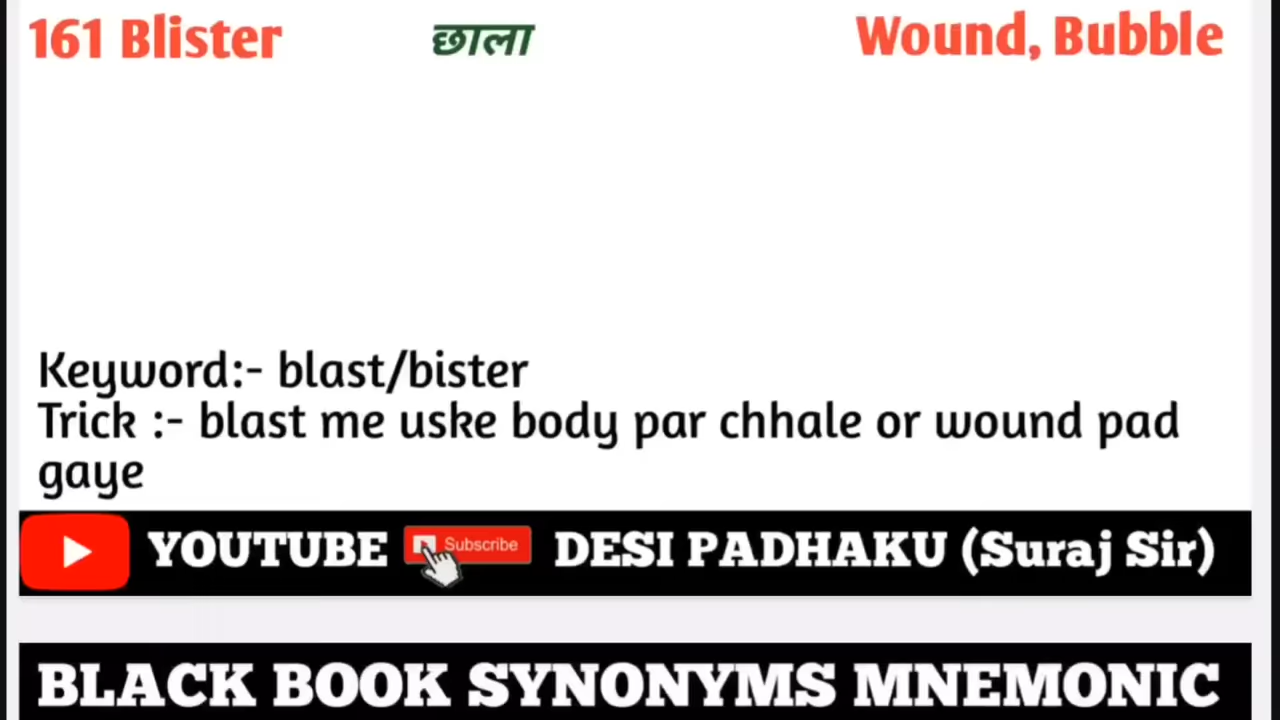 161 Blister छाला Wound, Bubble
Keyword:- blast/bister
Trick :- blast me uske body par chhale or wound pad
gaye
YOUTUBE Subscribe DESI PADHAKU (Suraj Sir)
BLACK BOOK SYNONYMS MNEMONIC